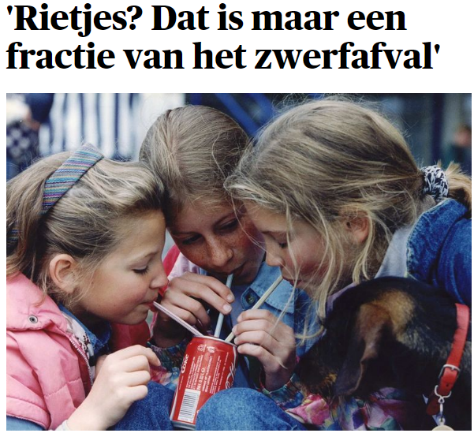 'Rietjes? Dat is maar een
fractie van het zwerfafval'